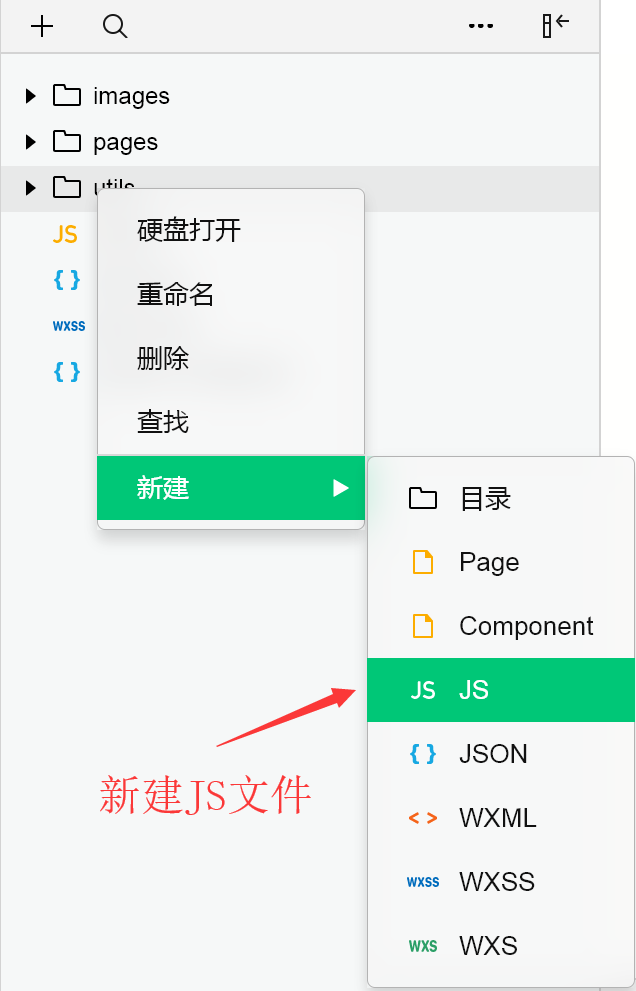 images
pages
utils
JS
{ }
WXSS
{ }
硬盘打开
重命名
删除
查找
新建
目录
Page
Component
JS JS
{ } JSON
< > WXML
WXSS WXSS
WXS WXS
新建JS文件